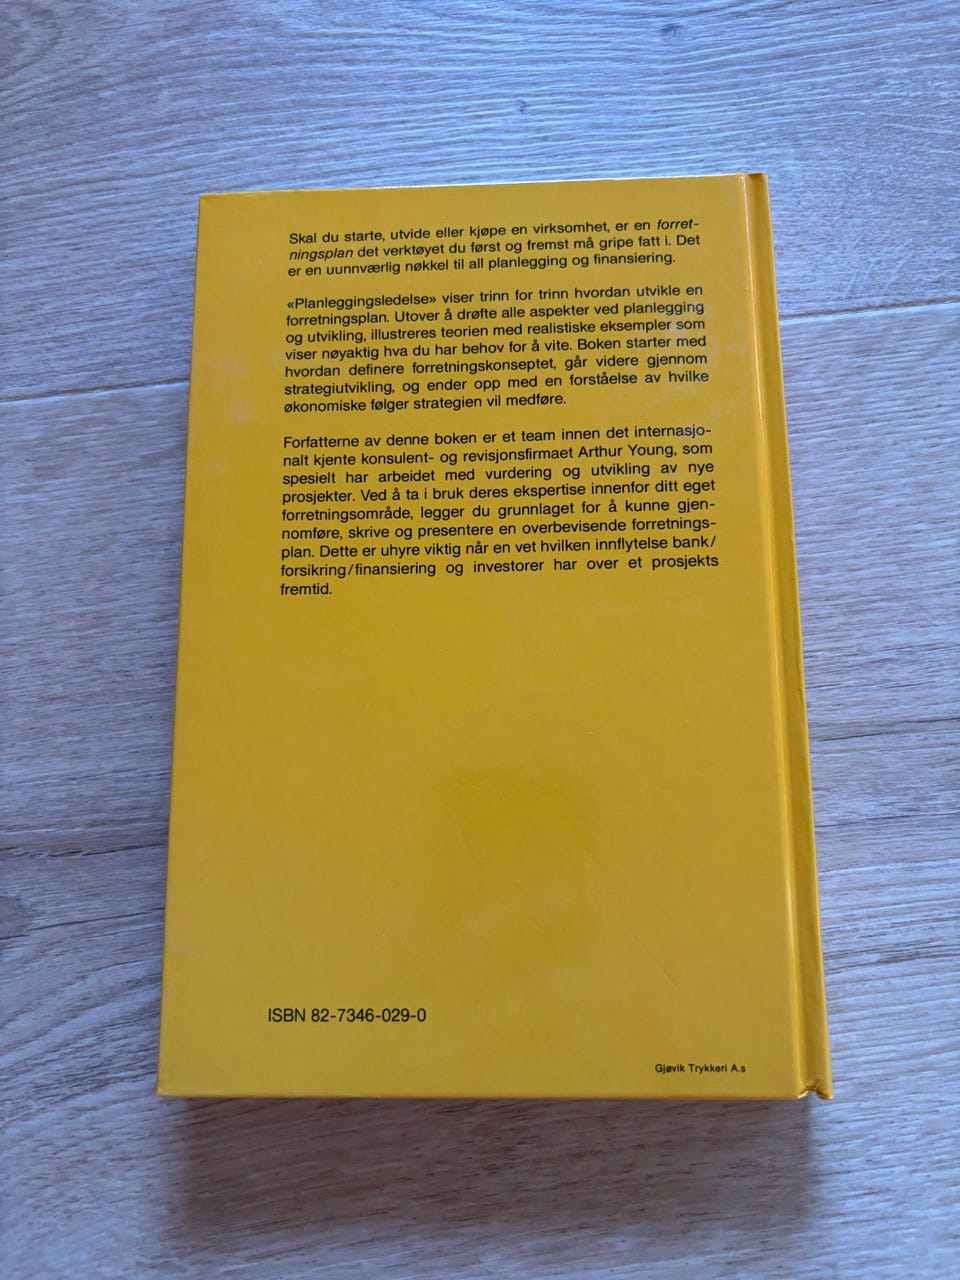 Skal du starte, utvide eller kjøpe en virksomhet, er en forret-
ningsplan det verktøyet du først og fremst må gripe fatt i. Det
er en uunnværlig nøkkel til all planlegging og finansiering.
«Planleggingsledelse» viser trinn for trinn hvordan utvikle en
forretningsplan. Utover å drøfte alle aspekter ved planlegging
og utvikling, illustreres teorien med realistiske eksempler som
viser nøyaktig hva du har behov for å vite. Boken starter med
hvordan definere forretningskonseptet, går videre gjennom
strategiutvikling, og ender opp med en forståelse av hvilke
økonomiske følger strategien vil medføre.
Forfatterne av denne boken er et team innen det internasjo-
nalt kjente konsulent- og revisjonsfirmaet Arthur Young, som
spesielt har arbeidet med vurdering og utvikling av nye
prosjekter. Ved å ta i bruk deres ekspertise innenfor ditt eget
forretningsområde, legger du grunnlaget for å kunne gjen-
nomføre, skrive og presentere en overbevisende forretnings-
plan. Dette er uhyre viktig når en vet hvilken innflytelse bank/
forsikring/finansiering og investorer har over et prosjekts
fremtid.
ISBN 82-7346-029-0
Gjøvik Trykkeri A.s